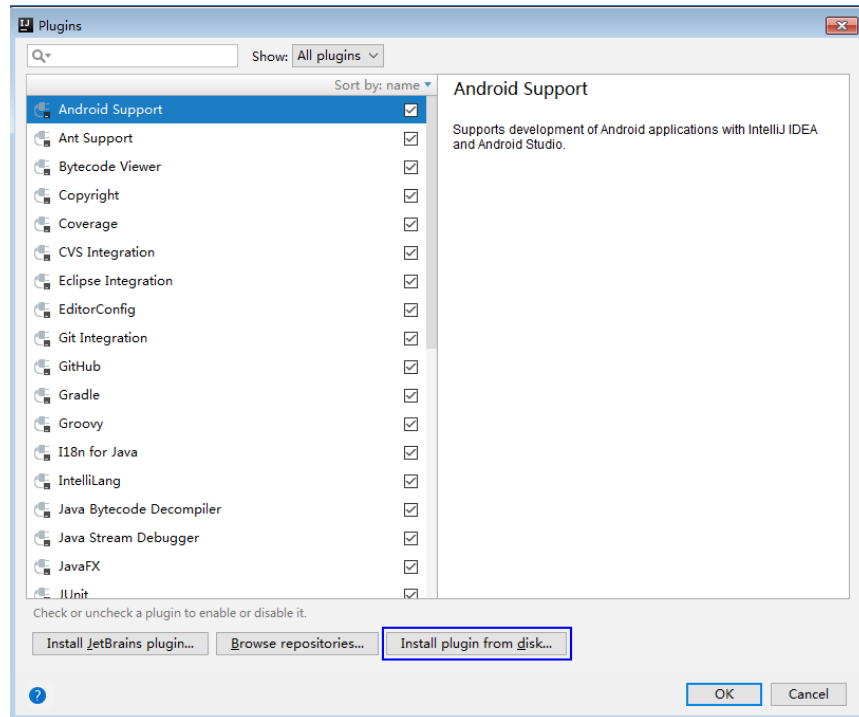 Plugins
Show: All plugins
Sort by: name
Android Support
Ant Support
Bytecode Viewer
Copyright
Coverage
CVS Integration
Eclipse Integration
EditorConfig
Git Integration
GitHub
Gradle
Groovy
I18n for Java
IntelliLang
Java Bytecode Decompiler
Java Stream Debugger
JavaFX
JUnit
Android Support
Supports development of Android applications with IntelliJ IDEA
and Android Studio.
Check or uncheck a plugin to enable or disable it.
Install JetBrains plugin... Browse repositories... Install plugin from disk...
? OK Cancel